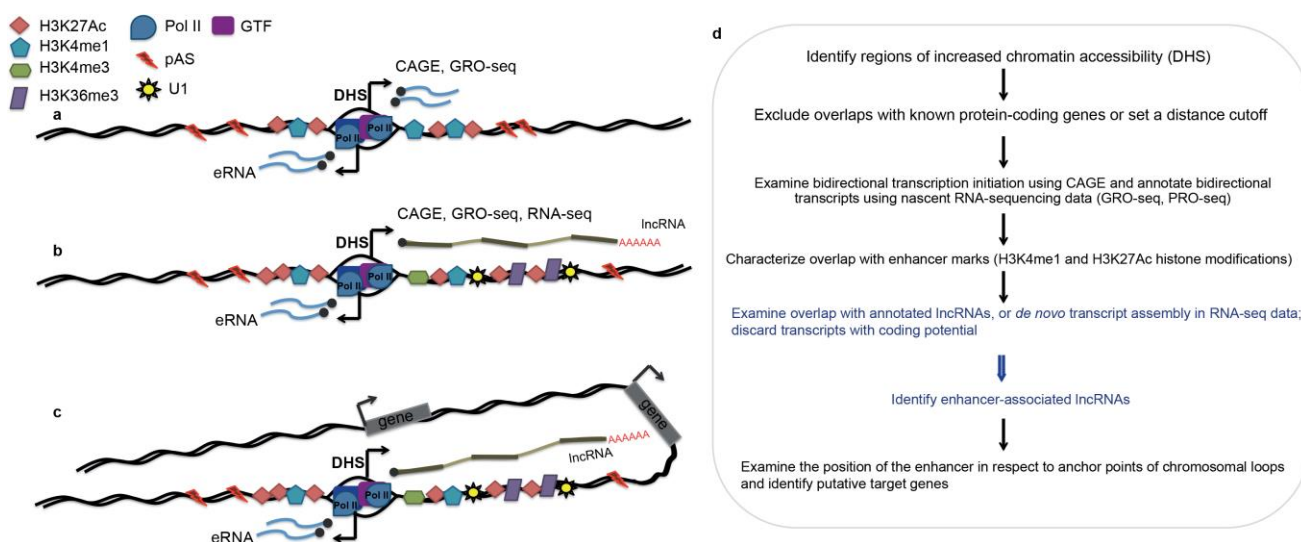 H3K27Ac
H3K4me1
H3K4me3
H3K36me3
Pol II
GTF
pAS
U1
a
CAGE, GRO-seq
DHS
Pol II
Pol II
eRNA
b
CAGE, GRO-seq, RNA-seq
lncRNA
AAAAAA
DHS
Pol II
Pol II
eRNA
c
gene
gene
AAAAAA
lncRNA
DHS
Pol II
Pol II
eRNA
d
Identify regions of increased chromatin accessibility (DHS)
Exclude overlaps with known protein-coding genes or set a distance cutoff
Examine bidirectional transcription initiation using CAGE and annotate bidirectional
transcripts using nascent RNA-sequencing data (GRO-seq, PRO-seq)
Characterize overlap with enhancer marks (H3K4me1 and H3K27Ac histone modifications)
Examine overlap with annotated lncRNAs, or de novo transcript assembly in RNA-seq data;
discard transcripts with coding potential
Identify enhancer-associated lncRNAs
Examine the position of the enhancer in respect to anchor points of chromosomal loops
and identify putative target genes